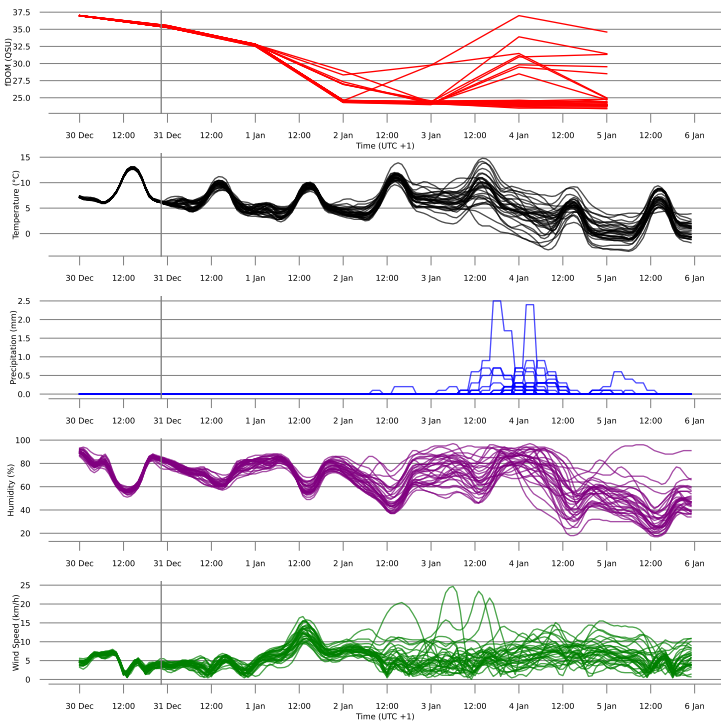 fDOM (QSU)
37.5
35.0
32.5
30.0
27.5
25.0
30 Dec 12:00 31 Dec 12:00 1 Jan 12:00 2 Jan 12:00 3 Jan 12:00 4 Jan 12:00 5 Jan 12:00 6 Jan
Time (UTC +1)
Temperature (°C)
15
10
5
0
30 Dec 12:00 31 Dec 12:00 1 Jan 12:00 2 Jan 12:00 3 Jan 12:00 4 Jan 12:00 5 Jan 12:00 6 Jan
Precipitation (mm)
2.5
2.0
1.5
1.0
0.5
0.0
30 Dec 12:00 31 Dec 12:00 1 Jan 12:00 2 Jan 12:00 3 Jan 12:00 4 Jan 12:00 5 Jan 12:00 6 Jan
Humidity (%)
100
80
60
40
20
30 Dec 12:00 31 Dec 12:00 1 Jan 12:00 2 Jan 12:00 3 Jan 12:00 4 Jan 12:00 5 Jan 12:00 6 Jan
Wind Speed (km/h)
25
20
15
10
5
0
30 Dec 12:00 31 Dec 12:00 1 Jan 12:00 2 Jan 12:00 3 Jan 12:00 4 Jan 12:00 5 Jan 12:00 6 Jan
Time (UTC +1)